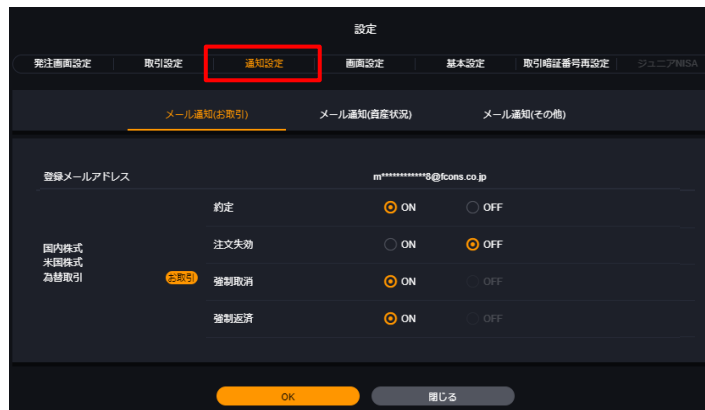 設定
発注画面設定 取引設定 通知設定 画面設定 基本設定 取引暗証番号再設定 ジュニアNISA
メール通知(お取引) メール通知(資産状況) メール通知(その他)
登録メールアドレス m************8@fcons.co.jp
約定 ON OFF
注文失効 ON OFF
国内株式
米国株式
為替取引 お取引 強制取消 ON OFF
強制返済 ON OFF
OK 閉じる